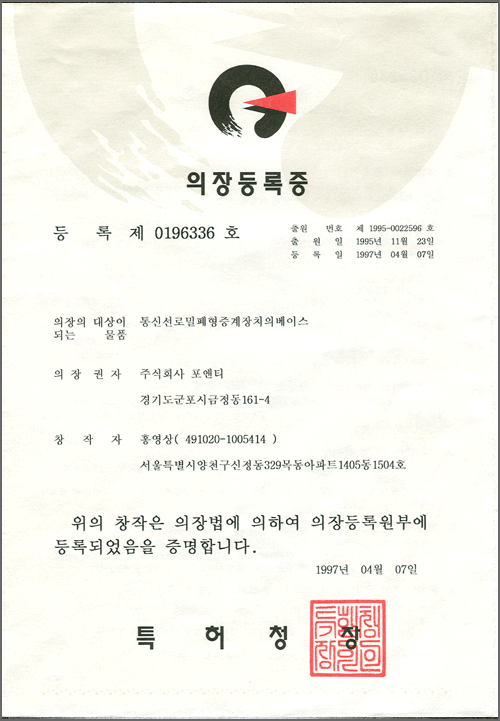 의장등록증
등 록 제 0196336 호
출원 번호 제 1995-0022596 호
출 원 일 1995년 11월 23일
등 록 일 1997년 04월 07일
의장의 대상이 통신선로밀폐형중계장치의베이스
되는 물품
의 장 권 자 주식회사 포엔티
경기도군포시금정동161-4
창 작 자 홍영상( 491020-1005414 )
서울특별시양천구신정동329목동아파트1405동1504호
위의 창작은 의장법에 의하여 의장등록원부에
등록되었음을 증명합니다.
1997년 04월 07일
특 허 청 장